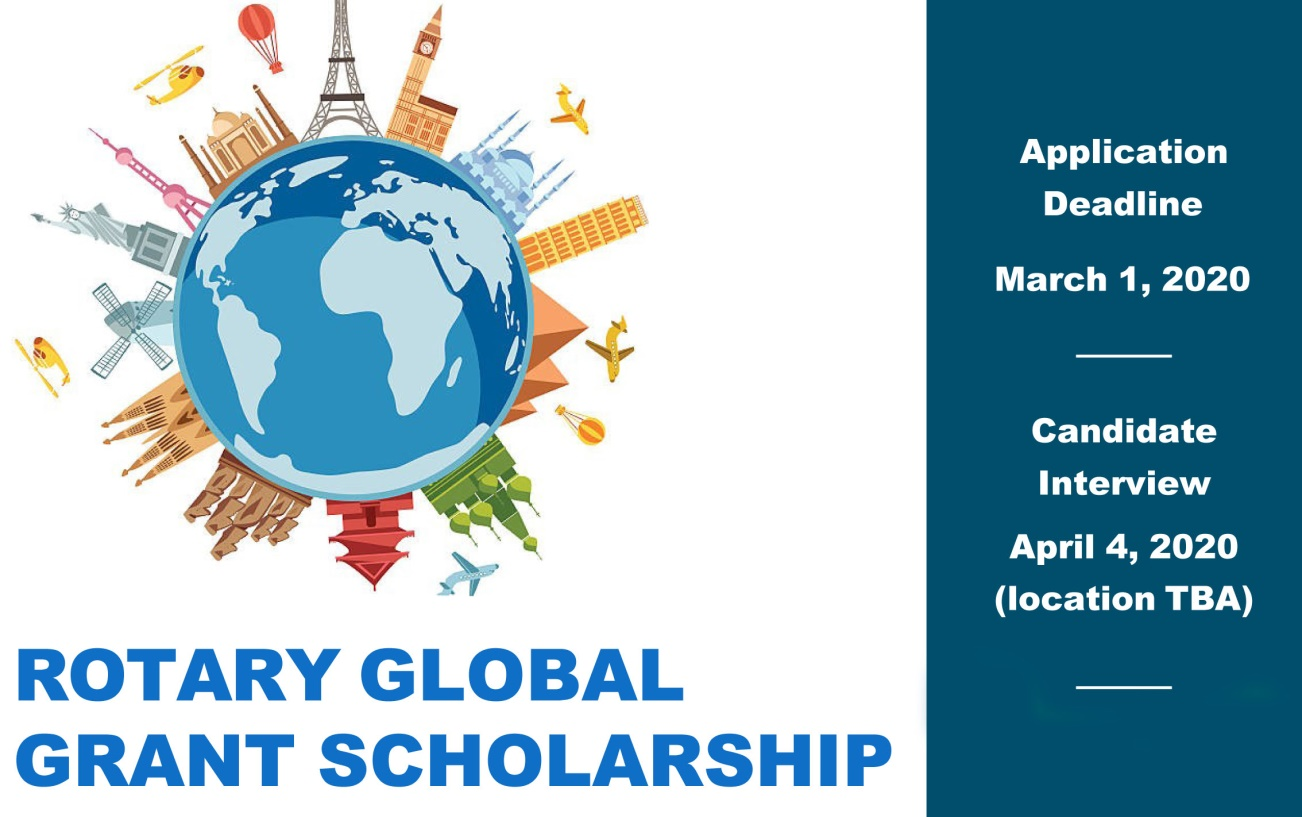 Application
Deadline
March 1, 2020
Candidate
Interview
April 4, 2020
(location TBA)
ROTARY GLOBAL
GRANT SCHOLARSHIP